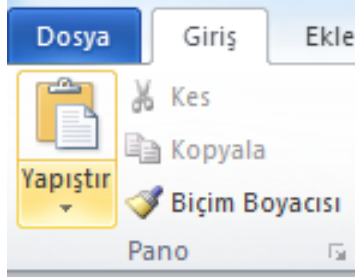 Dosya Giriş Ekle
Kes
Kopyala
Yapıştır
Biçim Boyacısı
Pano